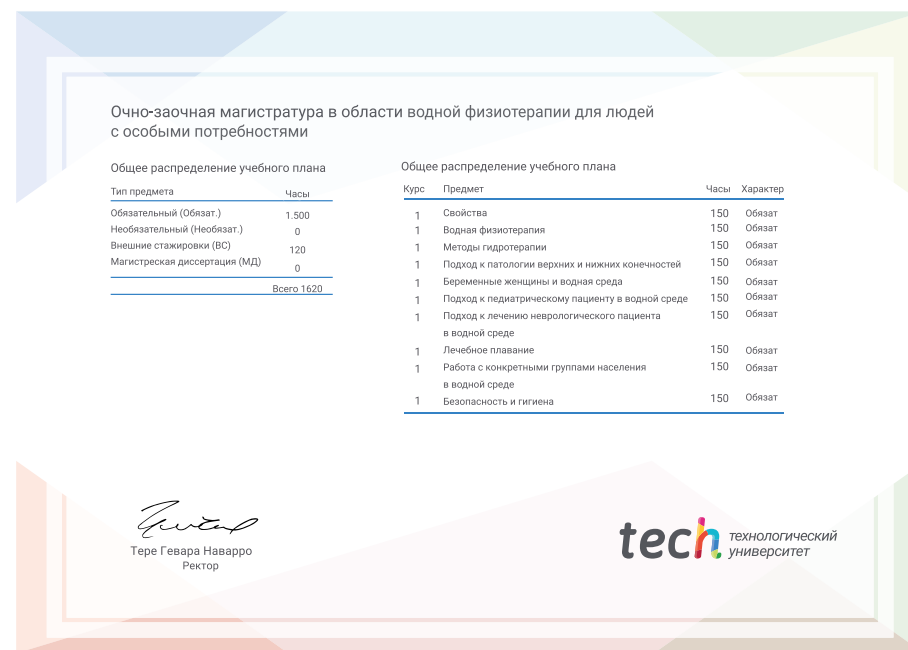 Очно-заочная магистратура в области водной физиотерапии для людей
с особыми потребностями
Общее распределение учебного плана
Тип предмета Часы
Обязательный (Обязат.) 1.500
Необязательный (Необязат.) 0
Внешние стажировки (ВС) 120
Магистреская диссертация (МД) 0
Всего 1620
Общее распределение учебного плана
Курс Предмет Часы Характер
1 Свойства 150 Обязат
1 Водная физиотерапия 150 Обязат
1 Методы гидротерапии 150 Обязат
1 Подход к патологии верхних и нижних конечностей 150 Обязат
1 Беременные женщины и водная среда 150 Обязат
1 Подход к педиатрическому пациенту в водной среде 150 Обязат
1 Подход к лечению неврологического пациента 150 Обязат
в водной среде
1 Лечебное плавание 150 Обязат
1 Работа с конкретными группами населения 150 Обязат
в водной среде
1 Безопасность и гигиена 150 Обязат
Тере Гевара Наварро
Ректор
tech технологический
университет